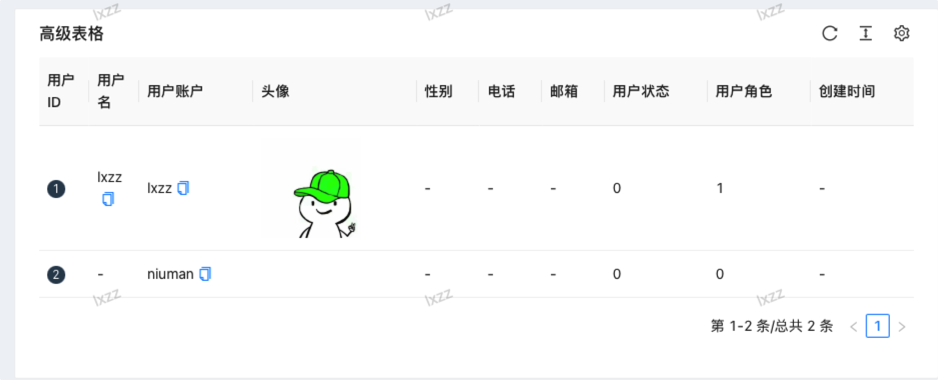 lxzz lxzz lxzz
高级表格
用户ID 用户名 用户账户 头像 性别 电话 邮箱 用户状态 用户角色 创建时间
1 lxzz lxzz - - - 0 1 -
2 - niuman - - - 0 0 -
lxzz lxzz lxzz
第 1-2 条/总共 2 条 < 1 >